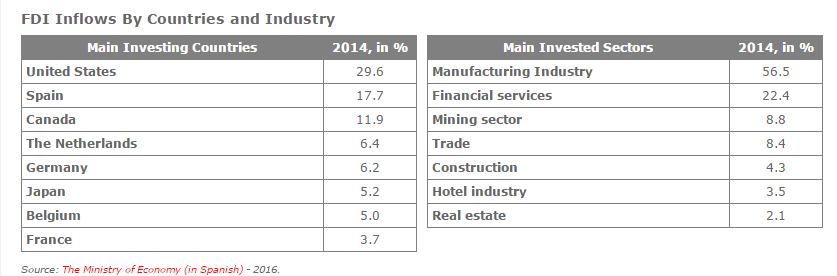 FDI Inflows By Countries and Industry
Main Investing Countries 2014, in %
United States 29.6
Spain 17.7
Canada 11.9
The Netherlands 6.4
Germany 6.2
Japan 5.2
Belgium 5.0
France 3.7
Main Invested Sectors 2014, in %
Manufacturing Industry 56.5
Financial services 22.4
Mining sector 8.8
Trade 8.4
Construction 4.3
Hotel industry 3.5
Real estate 2.1
Source: The Ministry of Economy (in Spanish) - 2016.